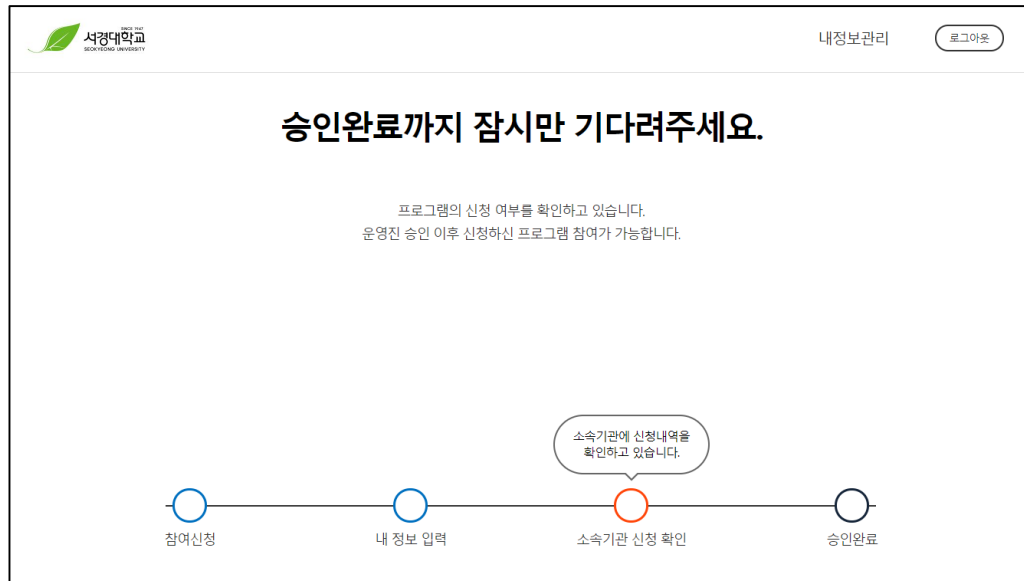 SINCE 1947
서경대학교
SEOKYEONG UNIVERSITY
내정보관리
로그아웃
승인완료까지 잠시만 기다려주세요.
프로그램의 신청 여부를 확인하고 있습니다.
운영진 승인 이후 신청하신 프로그램 참여가 가능합니다.
소속기관에 신청내역을
확인하고 있습니다.
참여신청
내 정보 입력
소속기관 신청 확인
승인완료